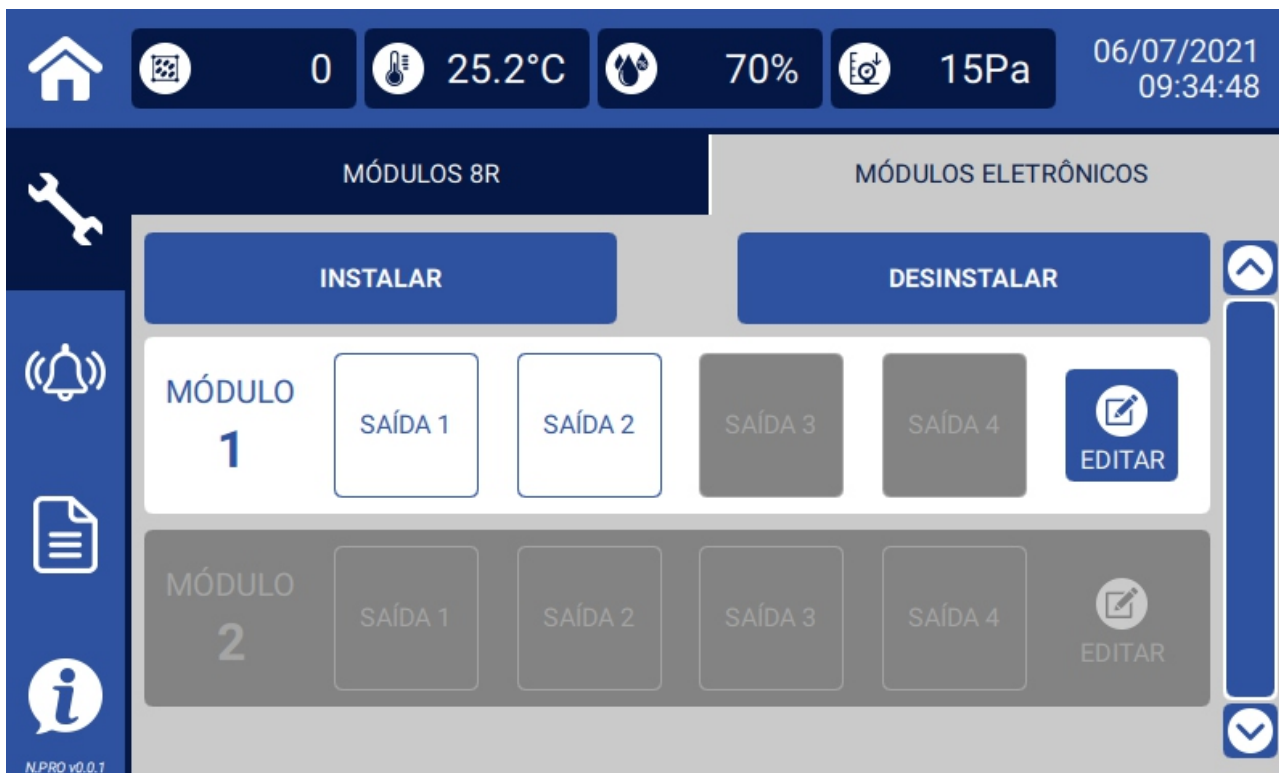 0 25.2°C 70% 15Pa 06/07/2021
09:34:48
MÓDULOS 8R MÓDULOS ELETRÔNICOS
INSTALAR DESINSTALAR
MÓDULO
1
SAÍDA 1 SAÍDA 2 SAÍDA 3 SAÍDA 4
EDITAR
MÓDULO
2
SAÍDA 1 SAÍDA 2 SAÍDA 3 SAÍDA 4
EDITAR
N.PRO v0.0.1